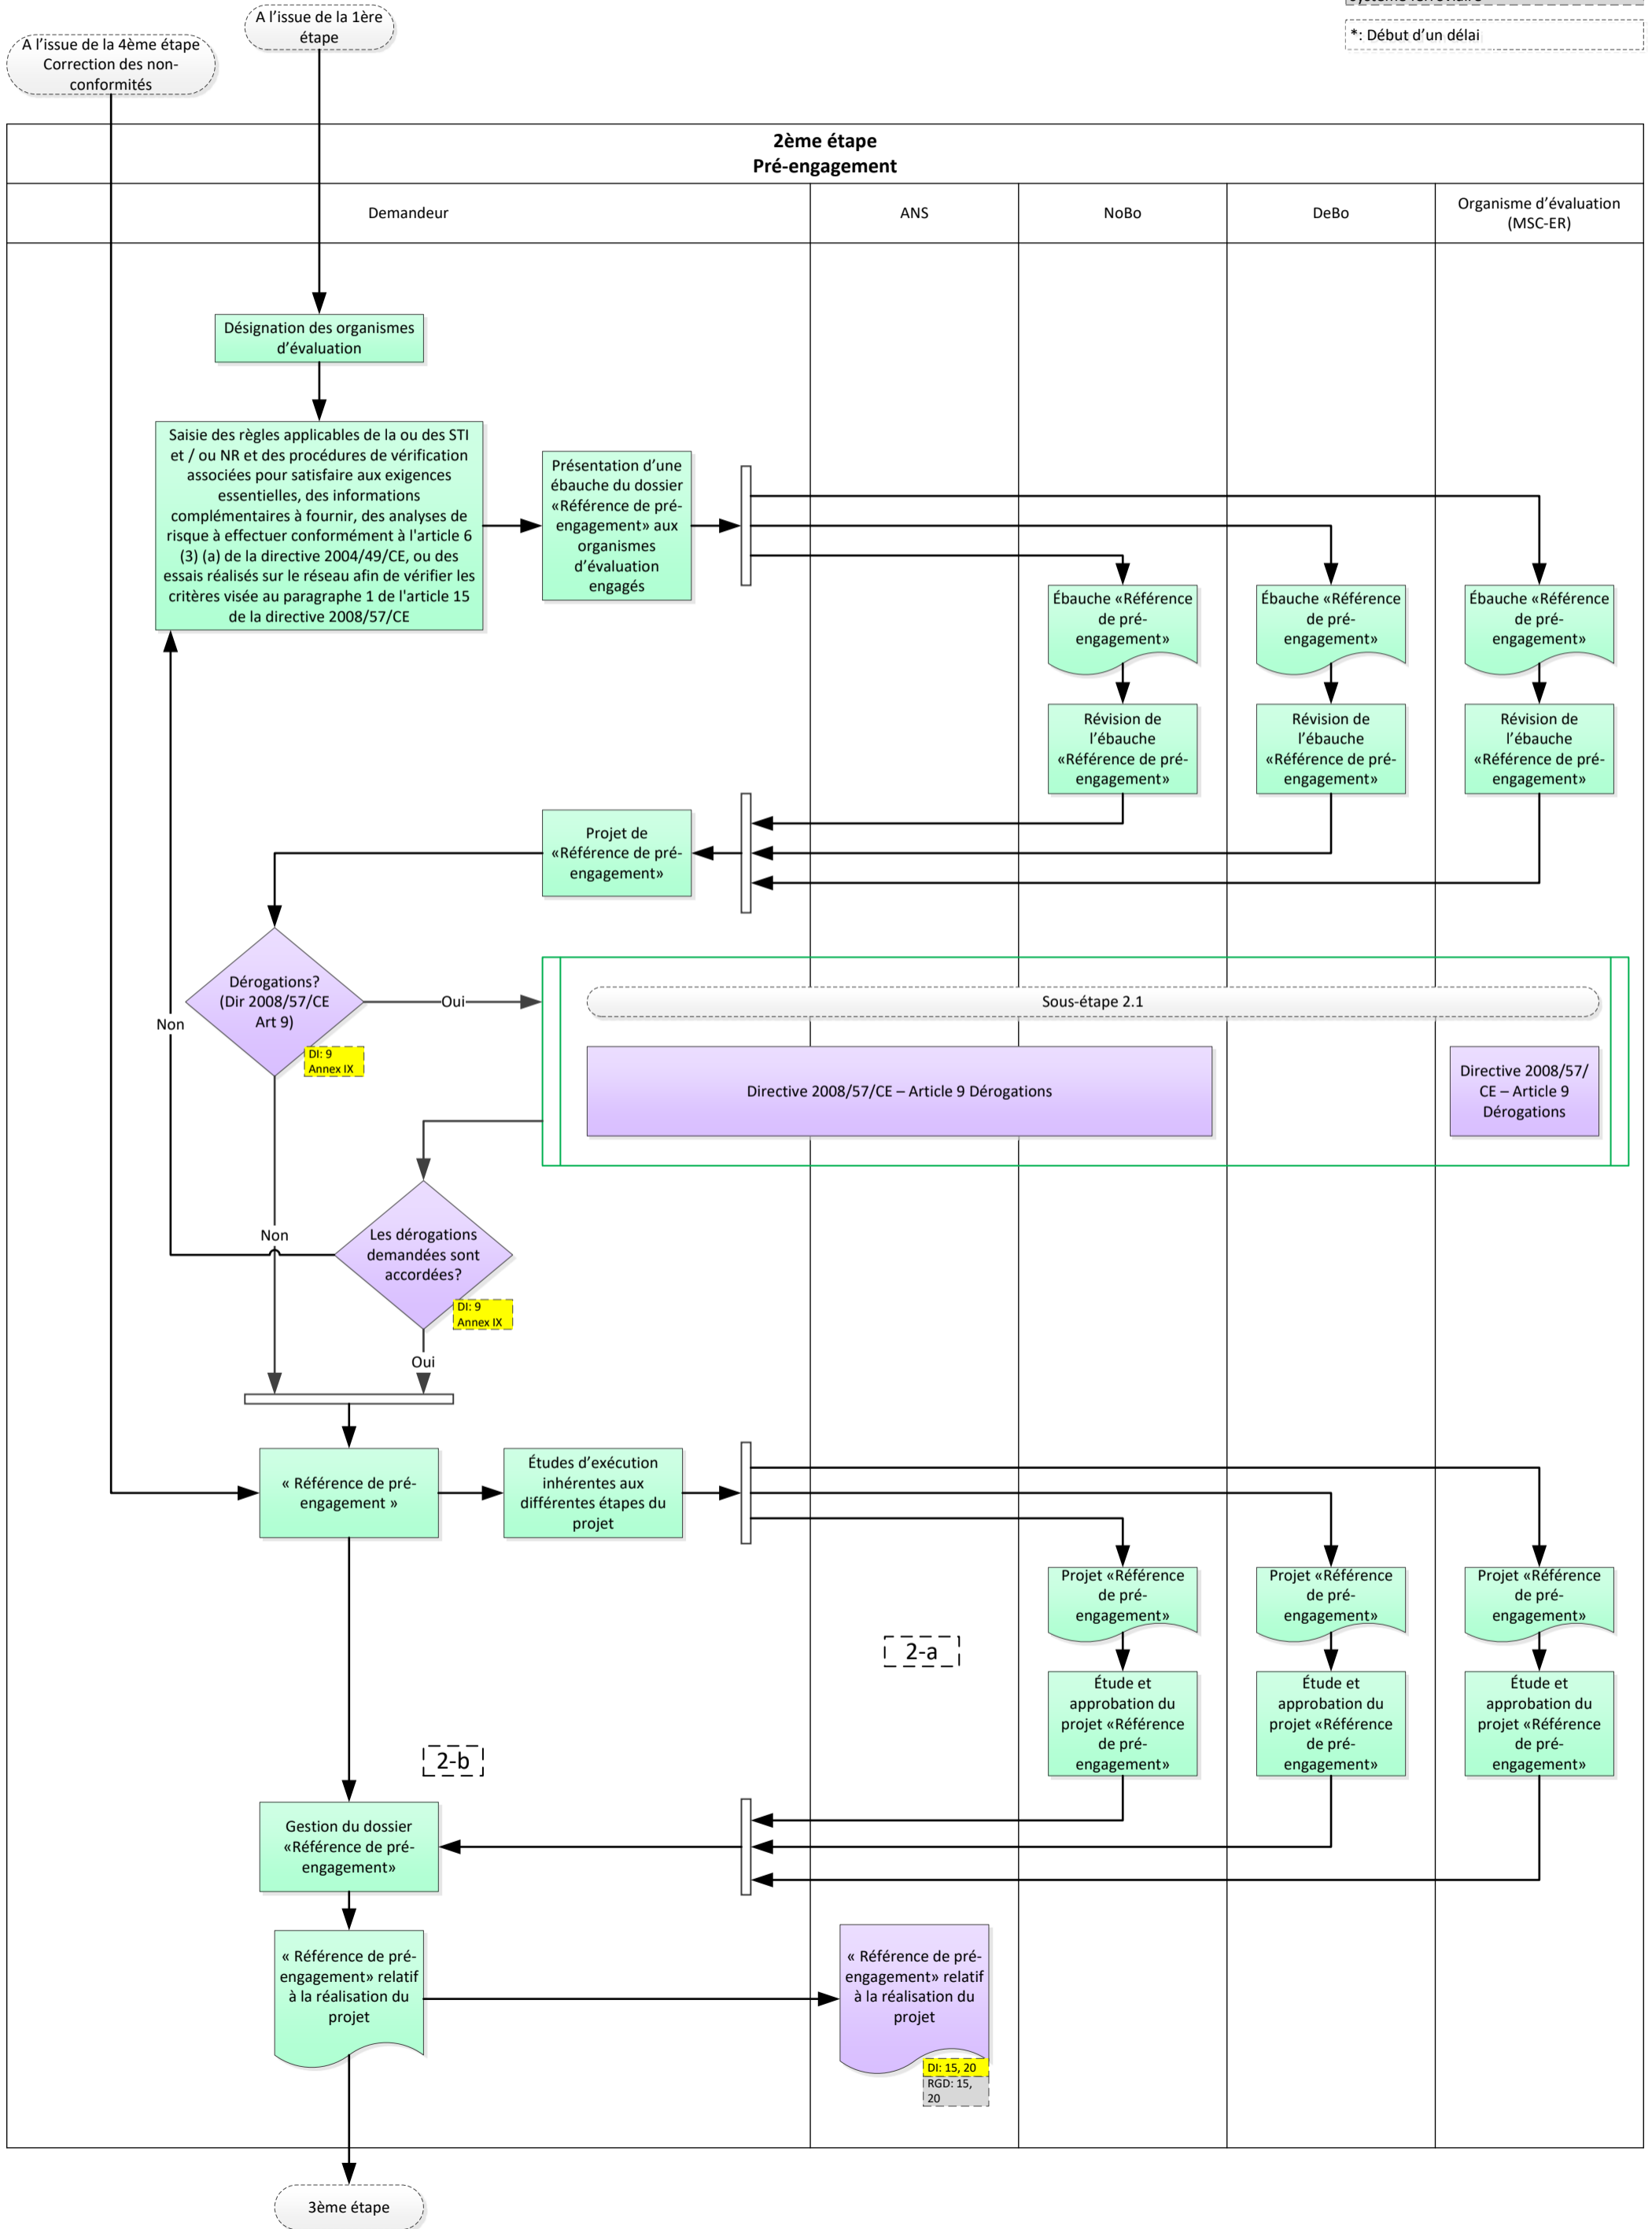 système ferroviaire
*: Début d'un délai
A l'issue de la 1ère
étape
A l'issue de la 4ème étape
Correction des non-
conformités
2ème étape
Pré-engagement
Demandeur
ANS
NoBo
DeBo
Organisme d'évaluation
(MSC-ER)
Désignation des organismes
d'évaluation
Saisie des règles applicables de la ou des STI
et / ou NR et des procédures de vérification
associées pour satisfaire aux exigences
essentielles, des informations
complémentaires à fournir, des analyses de
risque à effectuer conformément à l'article 6
(3) (a) de la directive 2004/49/CE, ou des
essais réalisés sur le réseau afin de vérifier les
critères visée au paragraphe 1 de l'article 15
de la directive 2008/57/CE
Présentation d'une
ébauche du dossier
«Référence de pré-
engagement» aux
organismes
d'évaluation
engagés
Ébauche «Référence
de pré-
engagement»
Ébauche «Référence
de pré-
engagement»
Ébauche «Référence
de pré-
engagement»
Révision de
l'ébauche
«Référence de pré-
engagement»
Révision de
l'ébauche
«Référence de pré-
engagement»
Révision de
l'ébauche
«Référence de pré-
engagement»
Projet de
«Référence de pré-
engagement»
Dérogations?
(Dir 2008/57/CE
Art 9)
DI: 9
Annex IX
Oui
Non
Sous-étape 2.1
Directive 2008/57/CE – Article 9 Dérogations
Directive 2008/57/
CE – Article 9
Dérogations
Non
Les dérogations
demandées sont
accordées?
DI: 9
Annex IX
Oui
« Référence de pré-
engagement »
Études d'exécution
inhérentes aux
différentes étapes du
projet
Projet «Référence
de pré-
engagement»
Projet «Référence
de pré-
engagement»
Projet «Référence
de pré-
engagement»
2-a
Étude et
approbation du
projet «Référence
de pré-
engagement»
Étude et
approbation du
projet «Référence
de pré-
engagement»
Étude et
approbation du
projet «Référence
de pré-
engagement»
2-b
Gestion du dossier
«Référence de pré-
engagement»
« Référence de pré-
engagement» relatif
à la réalisation du
projet
« Référence de pré-
engagement» relatif
à la réalisation du
projet
DI: 15, 20
RGD: 15,
20
3ème étape